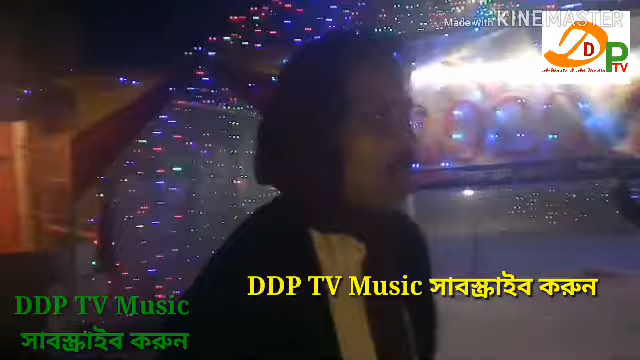 Made with KINEMASTER
DDP
TV
DDP TV Music সাবস্ক্রাইব করুন
DDP TV Music
সাবস্ক্রাইব করুন